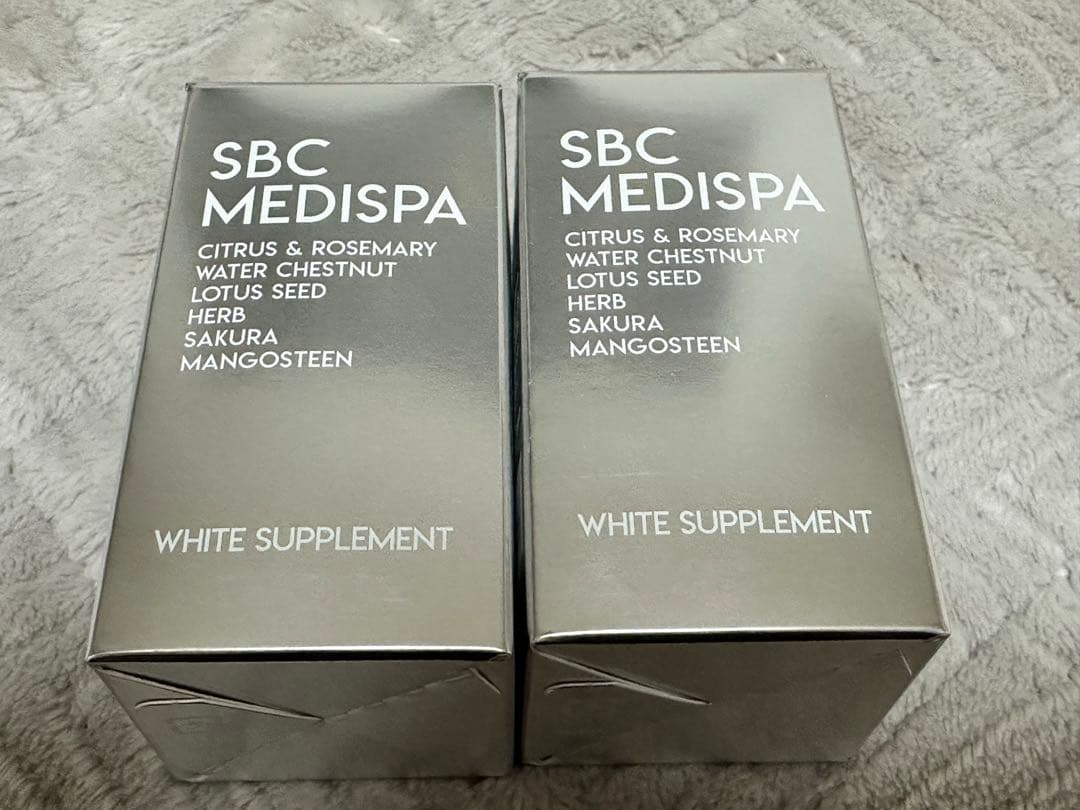 SBC
MEDISPA
CITRUS & ROSEMARY
WATER CHESTNUT
LOTUS SEED
HERB
SAKURA
MANGOSTEEN
WHITE SUPPLEMENT
SBC
MEDISPA
CITRUS & ROSEMARY
WATER CHESTNUT
LOTUS SEED
HERB
SAKURA
MANGOSTEEN
WHITE SUPPLEMENT